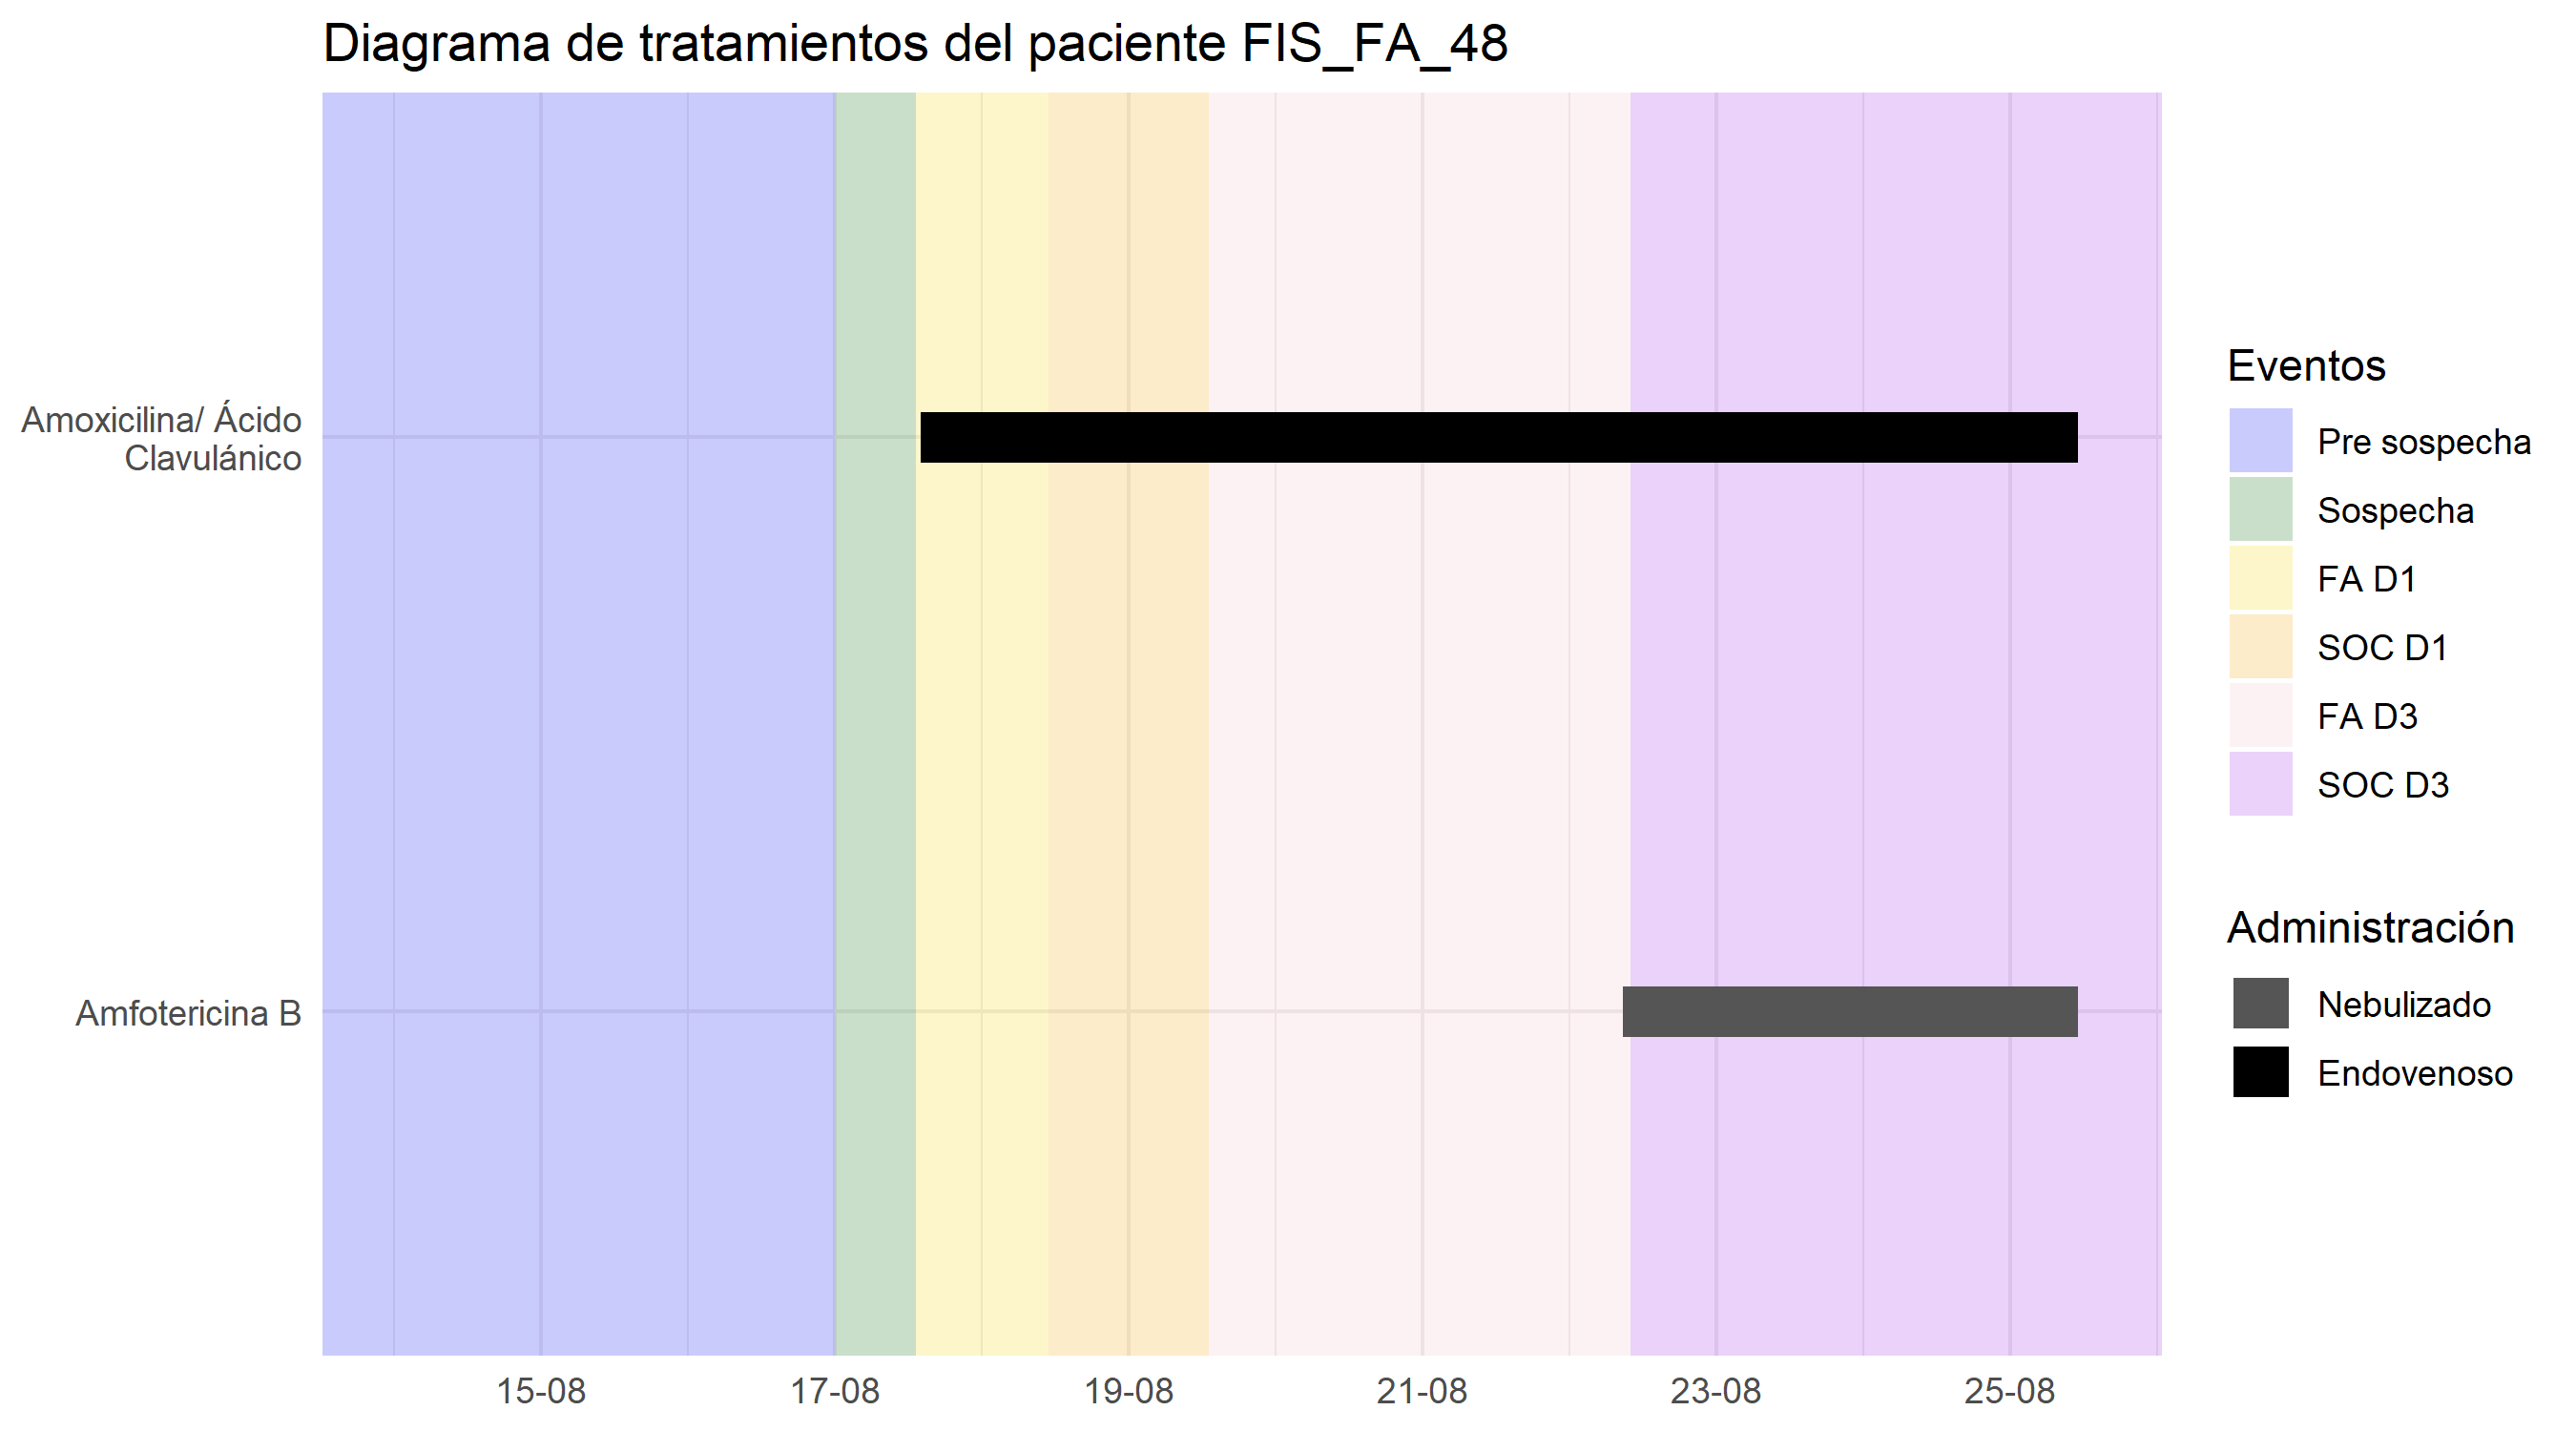 Diagrama de tratamientos del paciente FIS_FA_48
Amoxicilina/ Ácido
Clavulánico
Amfotericina B
15-08
17-08
19-08
21-08
23-08
25-08
Eventos
Pre sospecha
Sospecha
FA D1
SOC D1
FA D3
SOC D3
Administración
Nebulizado
Endovenoso